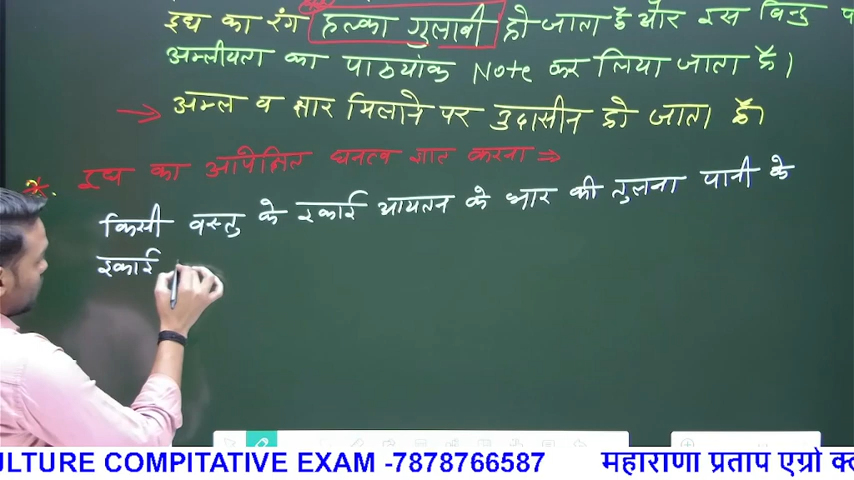 दूध का रंग हल्का गुलाबी हो जाता है और इस बिन्दु प
अम्लीयता का पाठ्यांक Note कर लिया जाता है।
→ अम्ल व क्षार मिलाने पर उदासीन हो जाता है।
*. दूध का आपेक्षित घनत्व ज्ञात करना ⇒
किसी वस्तु के इकाई आयतन के भार की तुलना पानी के
इकाई
ULTURE COMPITATIVE EXAM -7878766587 महाराणा प्रताप एग्रो क्ल